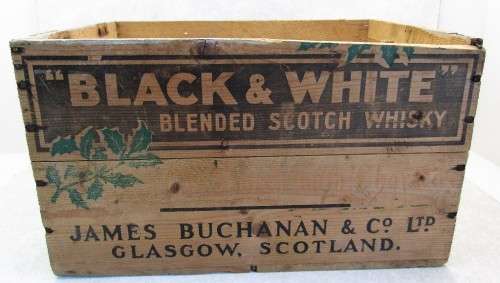 "BLACK & WHITE"
BLENDED SCOTCH WHISKY
JAMES BUCHANAN & Co LTD
GLASGOW, SCOTLAND.